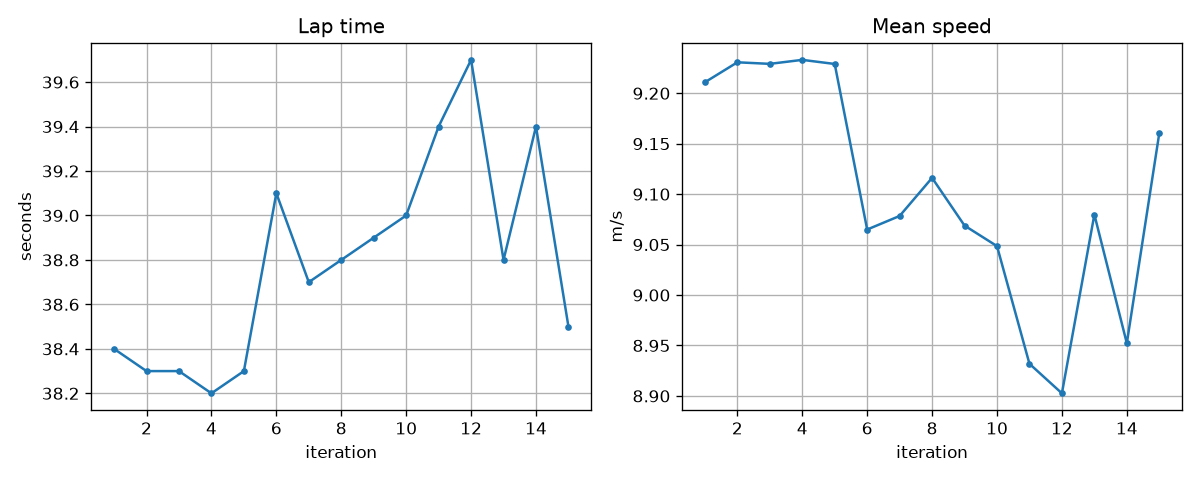 Lap time
39.6
39.4
39.2
39.0
38.8
38.6
38.4
38.2
seconds
2 4 6 8 10 12 14
iteration
Mean speed
9.20
9.15
9.10
9.05
9.00
8.95
8.90
m/s
2 4 6 8 10 12 14
iteration